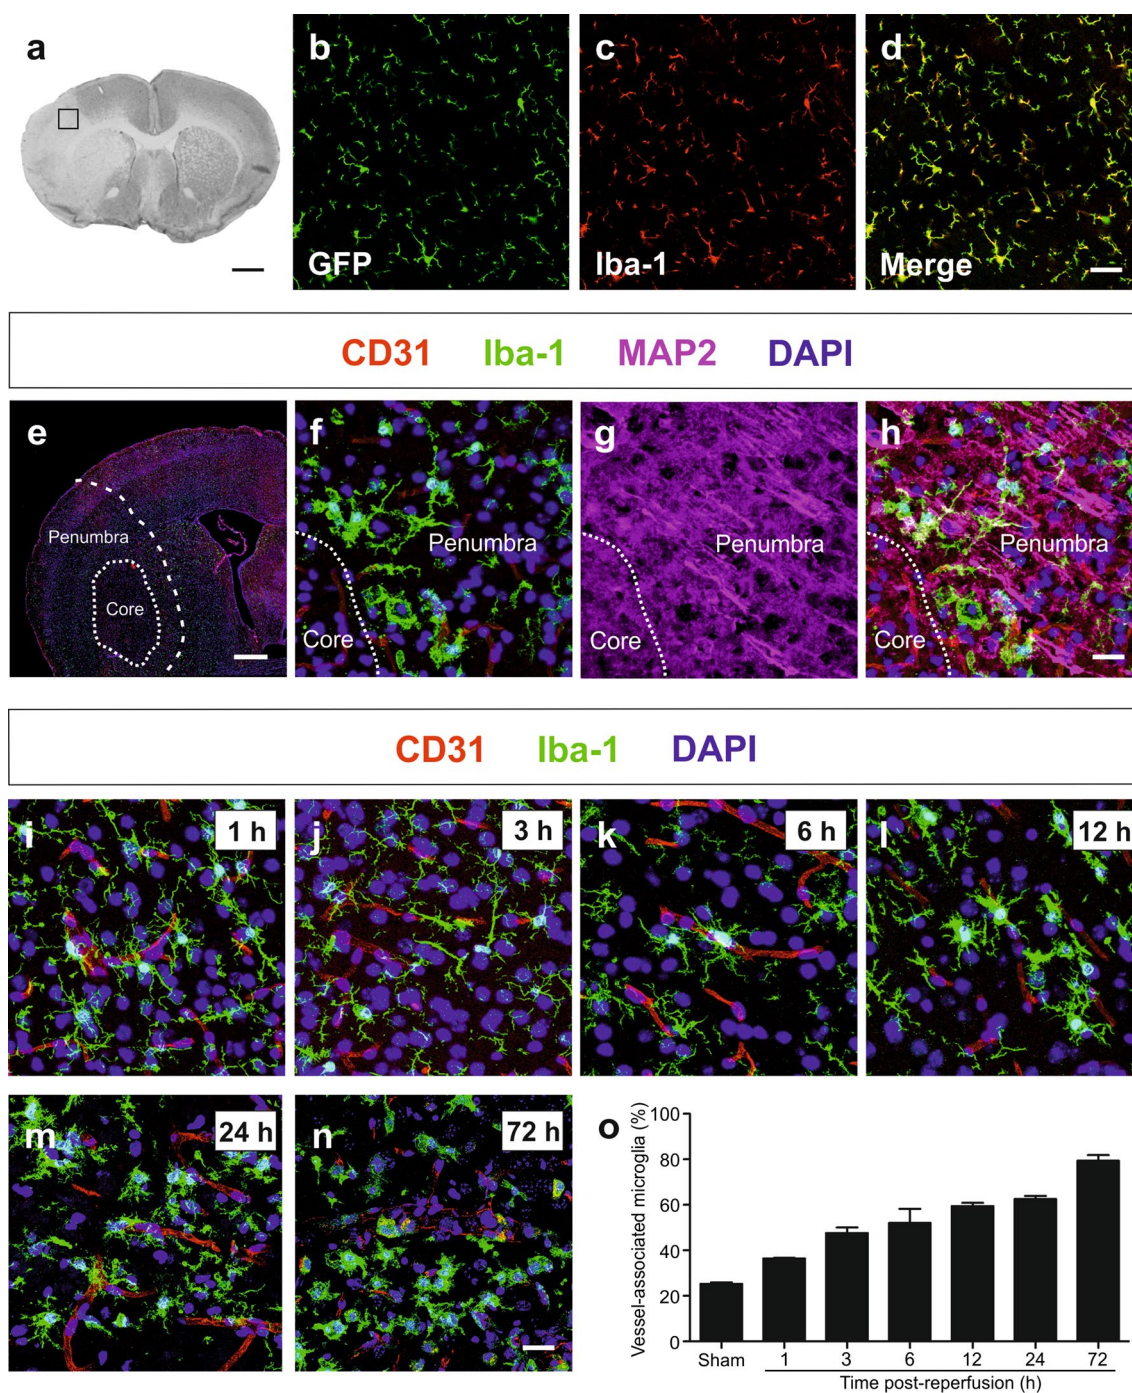 a b c d
GFP Iba-1 Merge
CD31 Iba-1 MAP2 DAPI
e f g h
Penumbra Penumbra Penumbra Penumbra
Core Core Core Core
CD31 Iba-1 DAPI
i 1 h j 3 h k 6 h l 12 h
m 24 h n 72 h o
Vessel-associated microglia (%)
100
80
60
40
20
0
Sham 1 3 6 12 24 72
Time post-reperfusion (h)